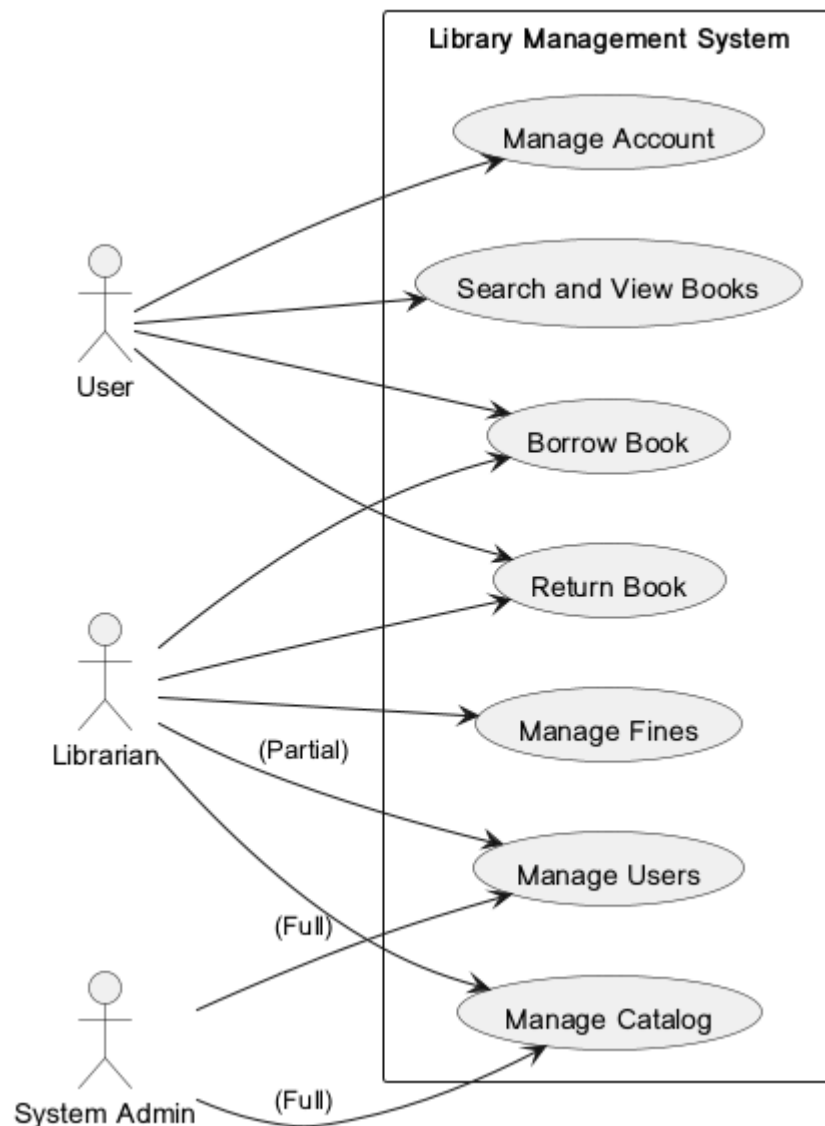 Library Management System
Manage Account
Search and View Books
User
Borrow Book
Return Book
Manage Fines
Librarian
(Partial)
Manage Users
(Full)
Manage Catalog
System Admin
(Full)